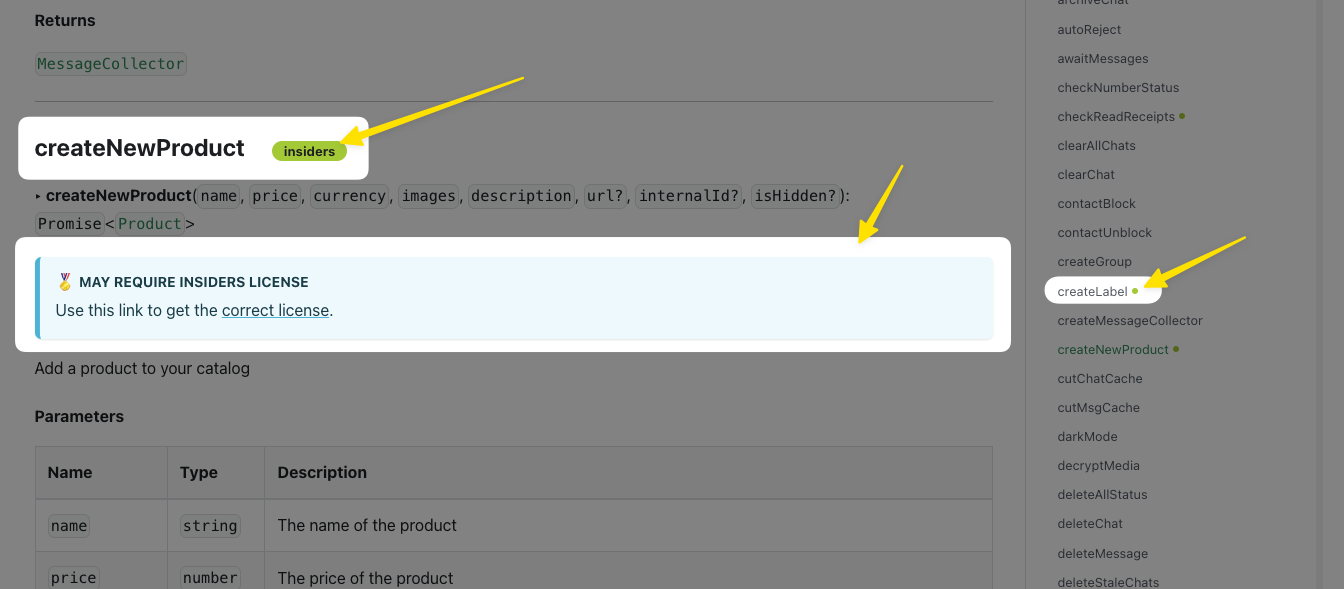 Returns
MessageCollector
createNewProduct insiders
‣ createNewProduct(name, price, currency, images, description, url?, internalId?, isHidden?):
Promise<Product>
🏅 MAY REQUIRE INSIDERS LICENSE
Use this link to get the correct license.
Add a product to your catalog
Parameters
Name Type Description
name string The name of the product
price number The price of the product
archiveChat
autoReject
awaitMessages
checkNumberStatus
checkReadReceipts
clearAllChats
clearChat
contactBlock
contactUnblock
createGroup
createLabel
createMessageCollector
createNewProduct
cutChatCache
cutMsgCache
darkMode
decryptMedia
deleteAllStatus
deleteChat
deleteMessage
deleteStaleChats